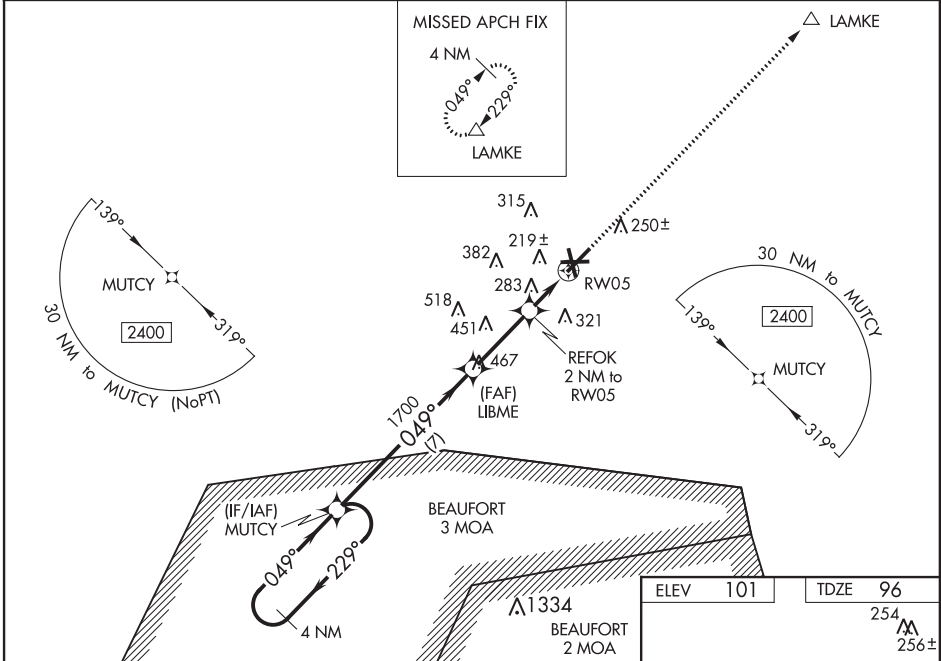 MISSED APCH FIX
4 NM
049°
229°
LAMKE
LAMKE
139°
MUTCY
2400
319°
30 NM to MUTCY (NoPT)
315
250±
219±
382
283
RW05
518
451
321
467
REFOK
2 NM to
RW05
(FAF)
LIBME
1700
049°
(7)
30 NM to MUTCY
139°
2400
MUTCY
319°
(IF/IAF)
MUTCY
BEAUFORT
3 MOA
049°
229°
4 NM
1334
BEAUFORT
2 MOA
ELEV 101
TDZE 96
254
256±